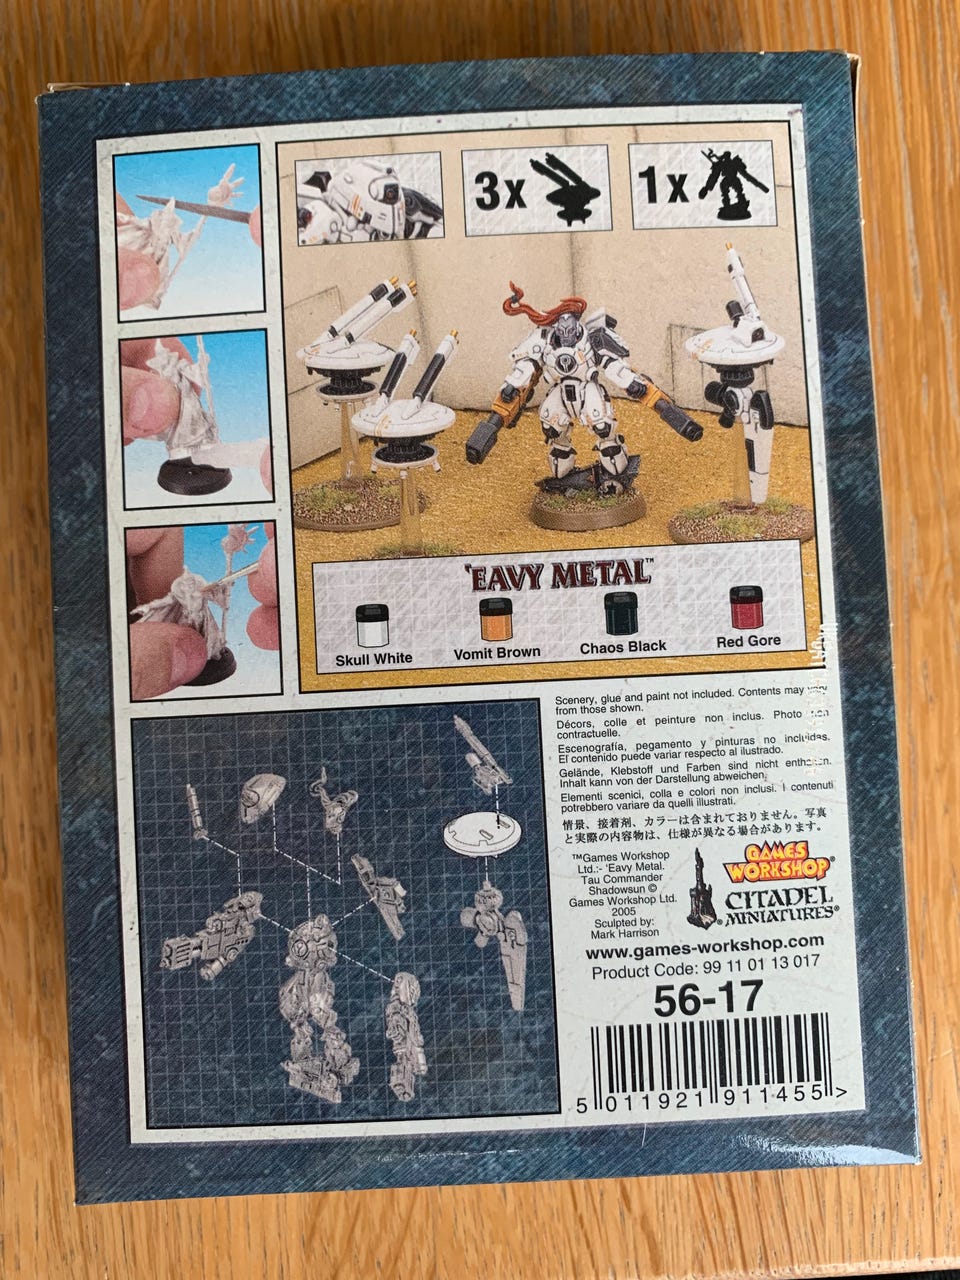 3x
1x
'EAVY METAL™
Skull White
Vomit Brown
Chaos Black
Red Gore
Scenery, glue and paint not included. Contents may vary
from those shown.
Décors, colle et peinture non inclus. Photo non
contractuelle.
Escenografía, pegamento y pinturas no incluidas.
El contenido puede variar respecto al ilustrado.
Gelände, Klebstoff und Farben sind nicht enthalten.
Inhalt kann von der Darstellung abweichen.
Elementi scenici, colla e colori non inclusi. I contenuti
potrebbero variare da quelli illustrati.
情景、接着剤、カラーは含まれておりません。写真
と実際の内容物は、仕様が異なる場合があります。
™Games Workshop
Ltd.:- 'Eavy Metal.
Tau Commander
Shadowsun ©
Games Workshop Ltd.
2005
Sculpted by:
Mark Harrison
GAMES
WORKSHOP®
CITADEL
MINIATURES®
www.games-workshop.com
Product Code: 99 11 01 13 017
56-17
5 011921 911455 >